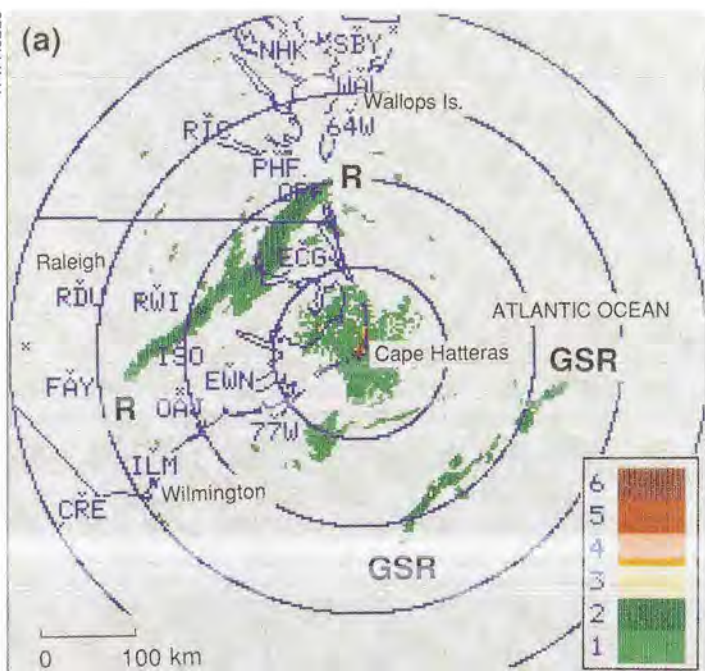 (a)
NHK
SBY
WAL
Wallops Is.
RIC
64W
PHF
ORF
R
ECG
Raleigh
RDU
RWI
ATLANTIC OCEAN
ISO
Cape Hatteras
GSR
FAY
EWN
R
OAJ
77W
ILM
Wilmington
CRE
GSR
6
5
4
3
2
1
0 100 km